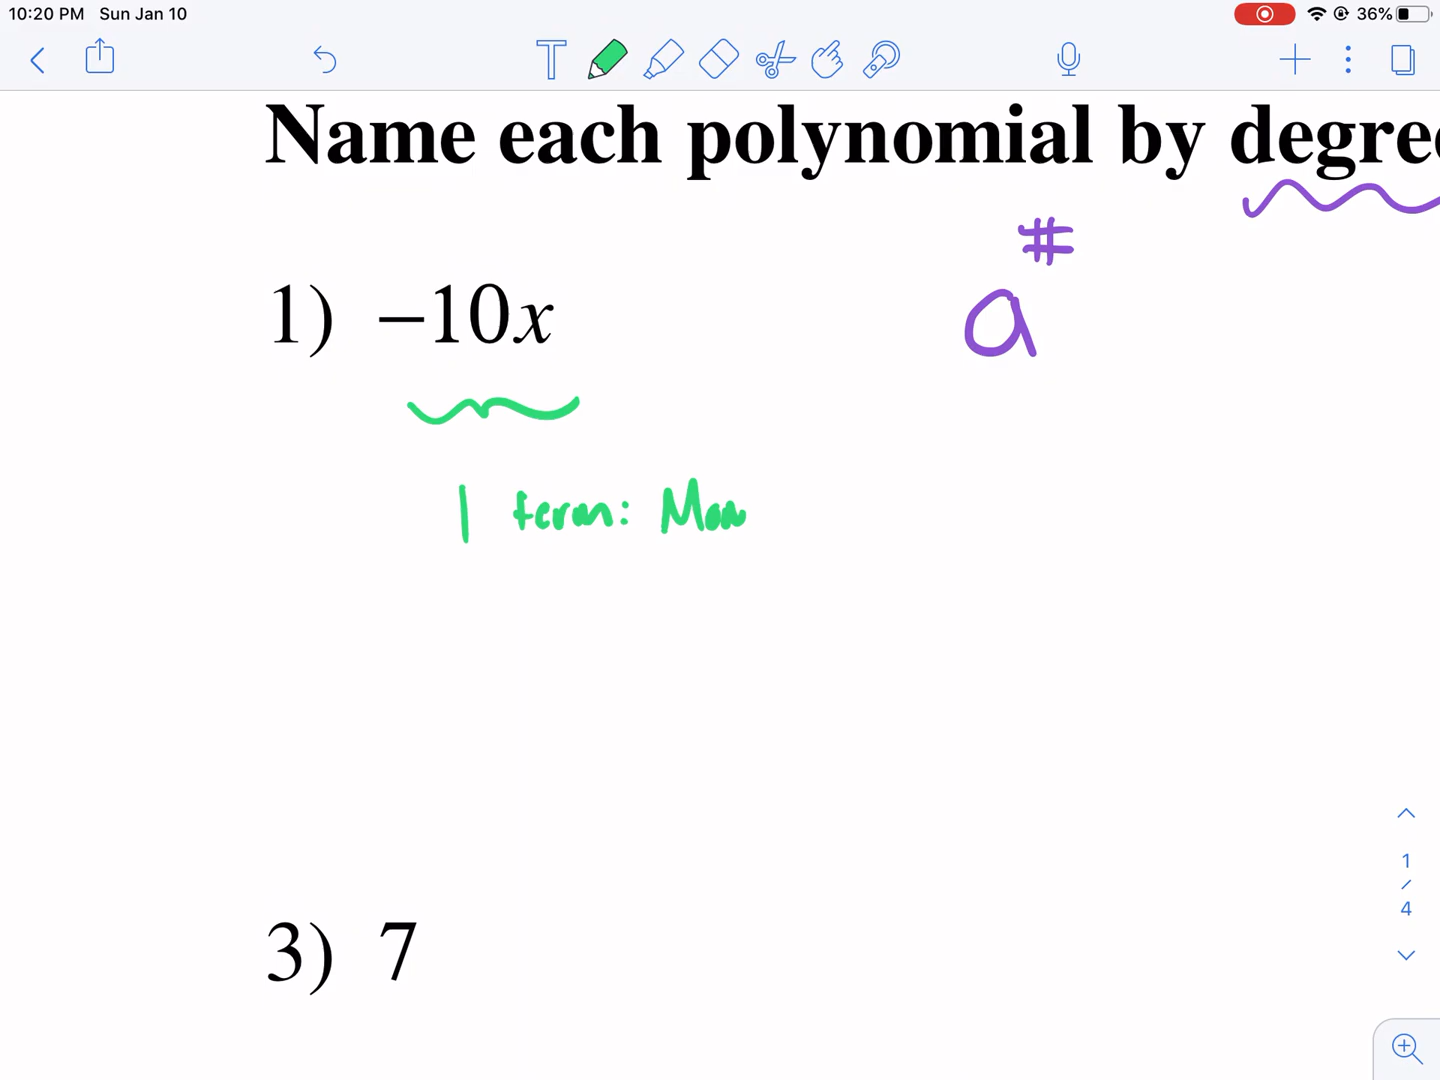 10:20 PM Sun Jan 10
36%
T
Name each polynomial by degree
#
a
1) −10x
1 term: Mon
3) 7
1
/
4